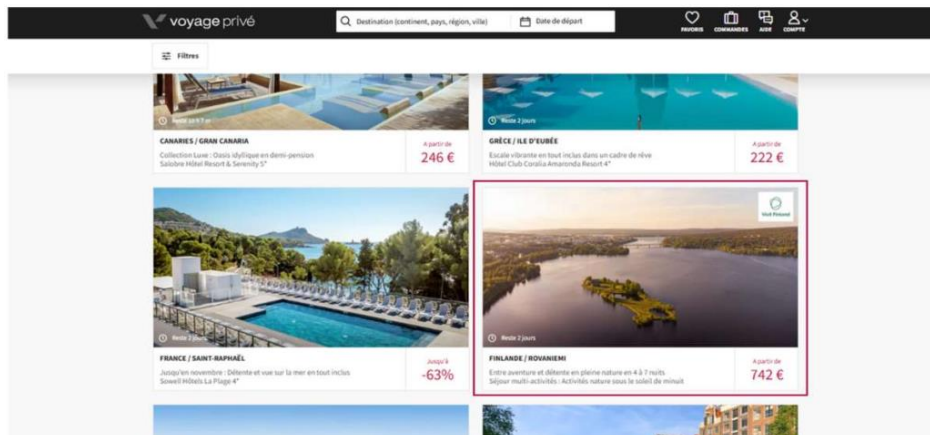 voyage privé
Destination (continent, pays, région, ville)
Date de départ
FAVORIS
COMMANDES
AIDE
COMPTE
Filtres
Reste 2 jours
CANARIES / GRAN CANARIA
Collection Luxe : Oasis idyllique en demi-pension
Salobre Hôtel Resort & Serenity 5*
A partir de
246 €
GRÈCE / ILE D'EUBÉE
Escale vibrante en tout inclus dans un cadre de rêve
Hôtel Club Coralia Amaronda Resort 4*
A partir de
222 €
Visit Finland
Reste 2 jours
FRANCE / SAINT-RAPHAËL
Jusqu'en novembre : Détente et vue sur la mer en tout inclus
Sowell Hôtels La Plage 4*
Jusqu'à
-63%
Reste 2 jours
FINLANDE / ROVANIEMI
Entre aventure et détente en pleine nature en 4 à 7 nuits
Séjour multi-activités : Activités nature sous le soleil de minuit
A partir de
742 €